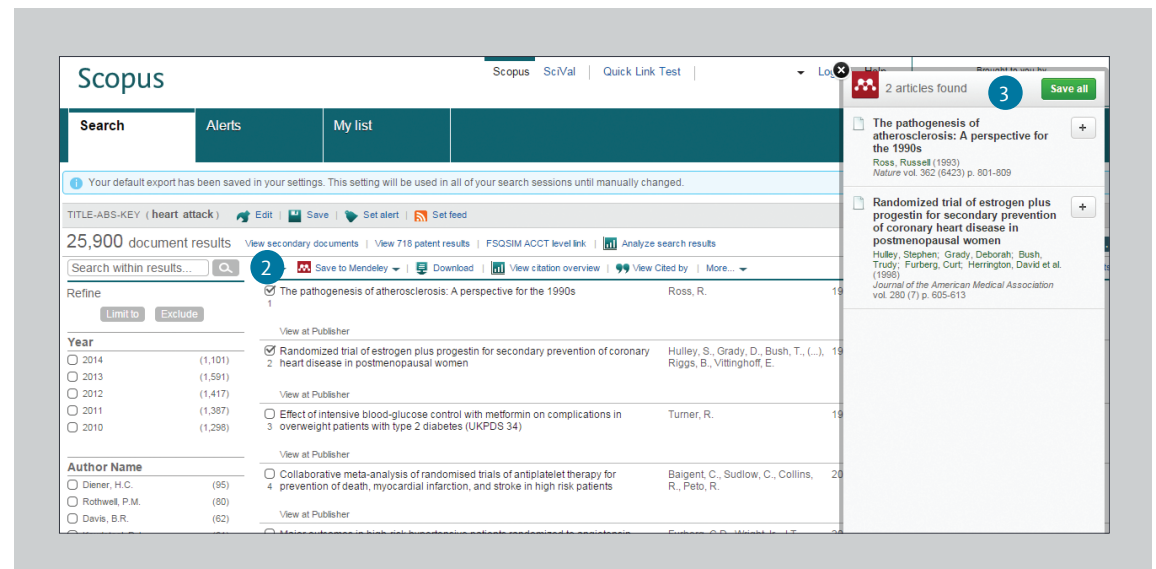 Scopus
Scopus SciVal Quick Link Test
Search Alerts My list
Your default export has been saved in your settings. This setting will be used in all of your search sessions until manually changed.
TITLE-ABS-KEY ( heart attack ) Edit Save Set alert Set feed
25,900 document results View secondary documents View 718 patent results FSQSIM ACCT level link Analyze search results
Search within results... 2 Save to Mendeley Download View citation overview View Cited by More...
Refine
Limit to Exclude
Year
2014 (1,101)
2013 (1,591)
2012 (1,417)
2011 (1,387)
2010 (1,298)
Author Name
Diener, H.C. (95)
Rothwell, P.M. (80)
Davis, B.R. (62)
The pathogenesis of atherosclerosis: A perspective for the 1990s Ross, R.
1
View at Publisher
Randomized trial of estrogen plus progestin for secondary prevention of coronary Hulley, S., Grady, D., Bush, T., (...),
2 heart disease in postmenopausal women Riggs, B., Vittinghoff, E.
View at Publisher
Effect of intensive blood-glucose control with metformin on complications in Turner, R.
3 overweight patients with type 2 diabetes (UKPDS 34)
View at Publisher
Collaborative meta-analysis of randomised trials of antiplatelet therapy for Baigent, C., Sudlow, C., Collins,
4 prevention of death, myocardial infarction, and stroke in high risk patients R., Peto, R.
View at Publisher
2 articles found 3 Save all
The pathogenesis of
atherosclerosis: A perspective for
the 1990s
Ross, Russell (1993)
Nature vol. 362 (6423) p. 801-809
Randomized trial of estrogen plus
progestin for secondary prevention
of coronary heart disease in
postmenopausal women
Hulley, Stephen; Grady, Deborah; Bush,
Trudy; Furberg, Curt; Herrington, David et al.
(1998)
Journal of the American Medical Association
vol. 280 (7) p. 605-613